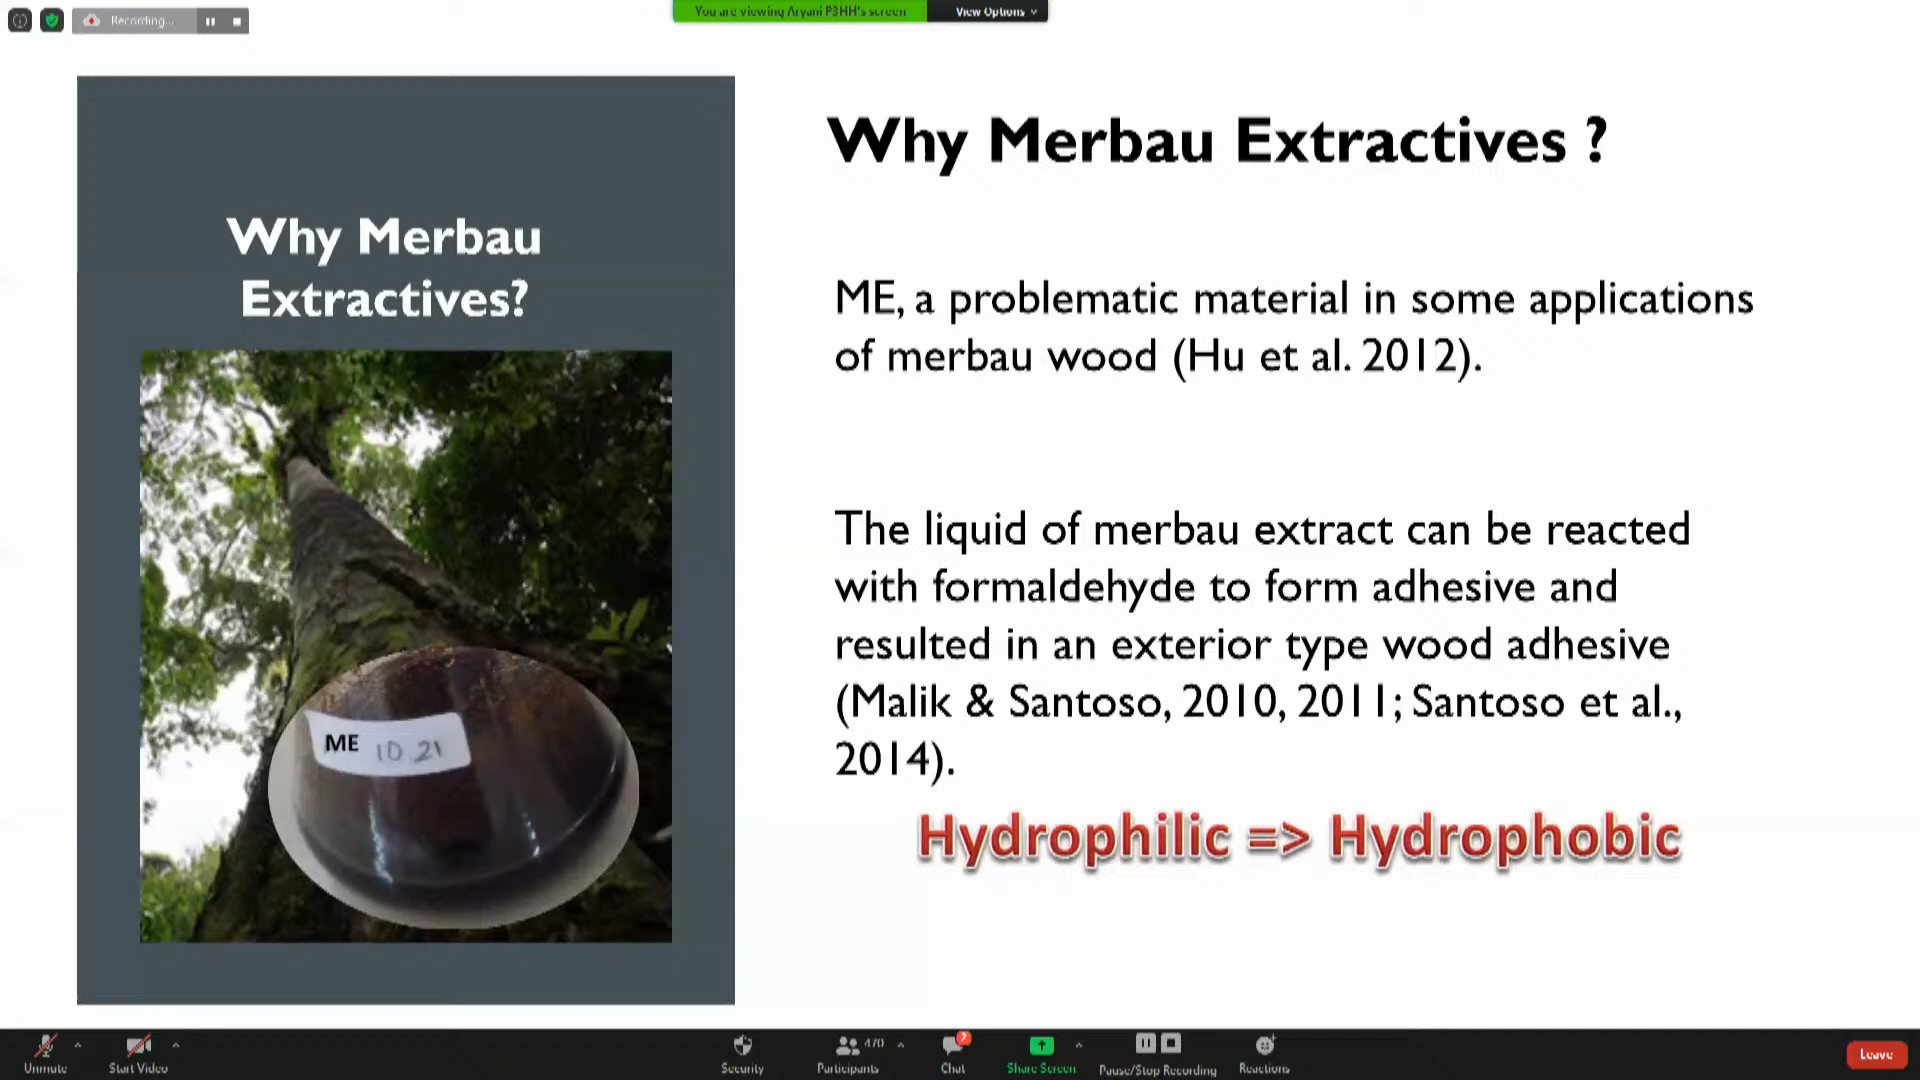 Recording...
You are viewing Aryani P3HH's screen
View Options
Why Merbau
Extractives?
ME 10.21
Why Merbau Extractives ?
ME, a problematic material in some applications
of merbau wood (Hu et al. 2012).
The liquid of merbau extract can be reacted
with formaldehyde to form adhesive and
resulted in an exterior type wood adhesive
(Malik & Santoso, 2010, 2011; Santoso et al.,
2014).
Hydrophilic => Hydrophobic
Unmute
Start Video
Security
Participants
470
Chat
Share Screen
Pause/Stop Recording
Reactions
Leave